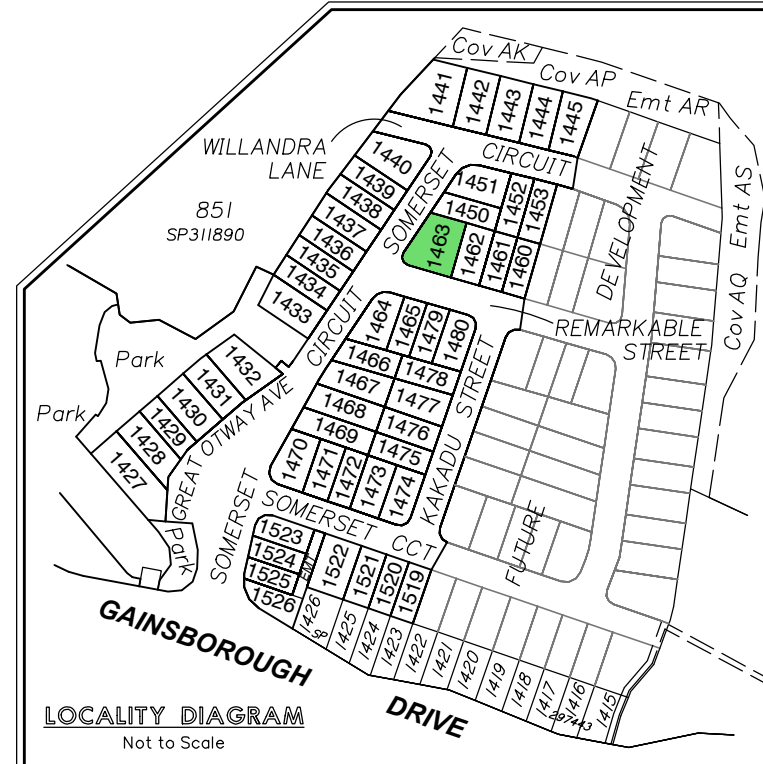 Cov AK
Cov AP
Emt AR
Emt AS
Cov AQ
1441
1442
1443
1444
1445
WILLANDRA
LANE
CIRCUIT
SOMERSET
DEVELOPMENT
1440
1439
1438
1437
1436
1435
1434
1433
851
SP311890
1451
1452
1453
1450
1463
1462
1461
1460
REMARKABLE
STREET
CIRCUIT
1464
1465
1479
1480
1466
1478
1467
1477
1468
1476
1469
1475
1470
1471
1472
1473
1474
KAKADU STREET
Park
Park
1432
1431
1430
1429
1428
1427
GREAT OTWAY AVE
Park
SOMERSET
SOMERSET CCT
FUTURE
1523
1524
1525
1526
EMT
1522
1521
1520
1519
1426
SP
1425
1424
1423
1422
1421
1420
1419
1418
1417
1416
1415
297443
GAINSBOROUGH DRIVE
LOCALITY DIAGRAM
Not to Scale